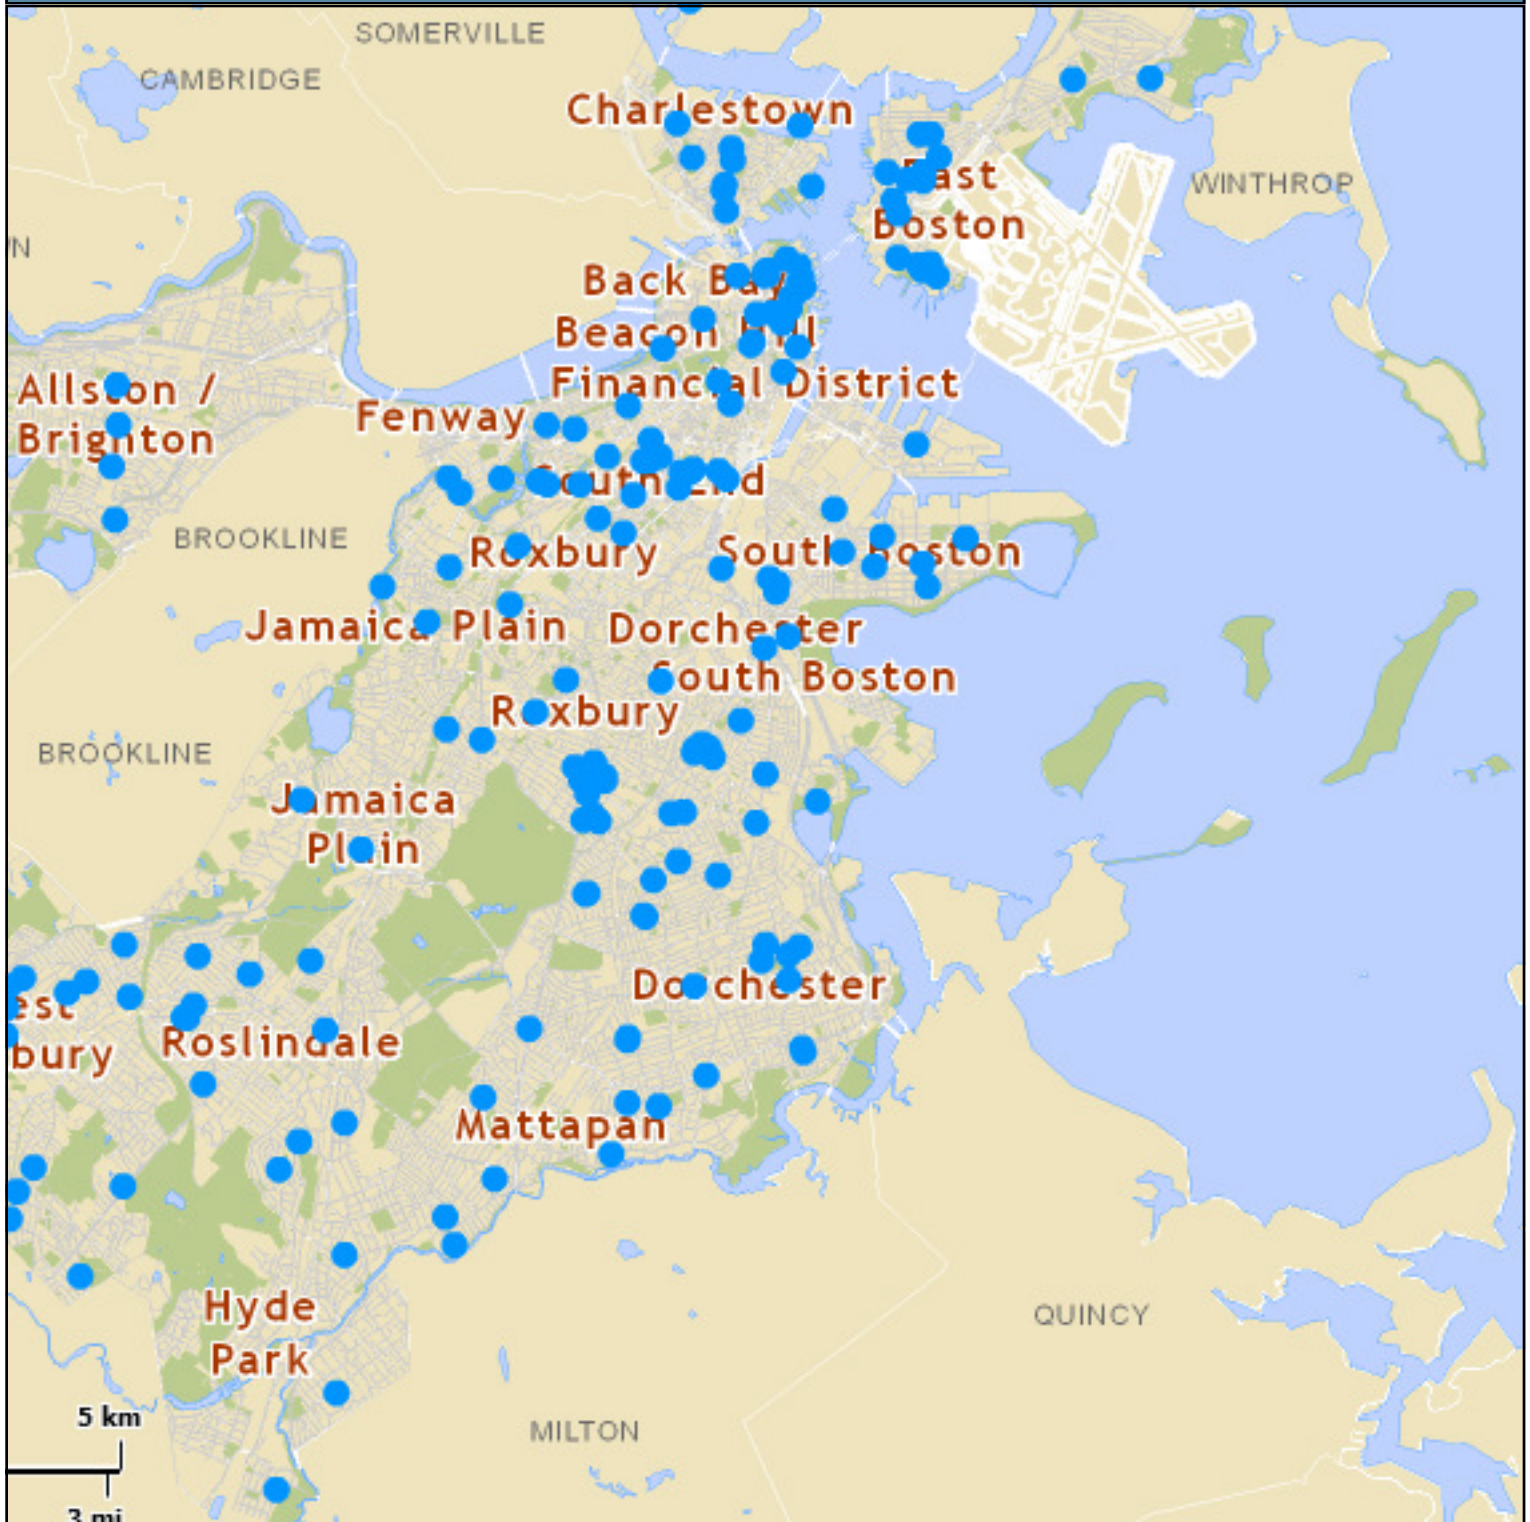 SOMERVILLE
CAMBRIDGE
Charlestown
East
Boston
WINTHROP
N
Back Bay
Beacon Hill
Financial District
Allston /
Brighton
Fenway
South End
BROOKLINE
Roxbury
South Boston
Jamaica Plain
Dorchester
South Boston
Roxbury
BROOKLINE
Jamaica
Plain
Dorchester
est
bury
Roslindale
Mattapan
Hyde
Park
QUINCY
MILTON
5 km
3 mi